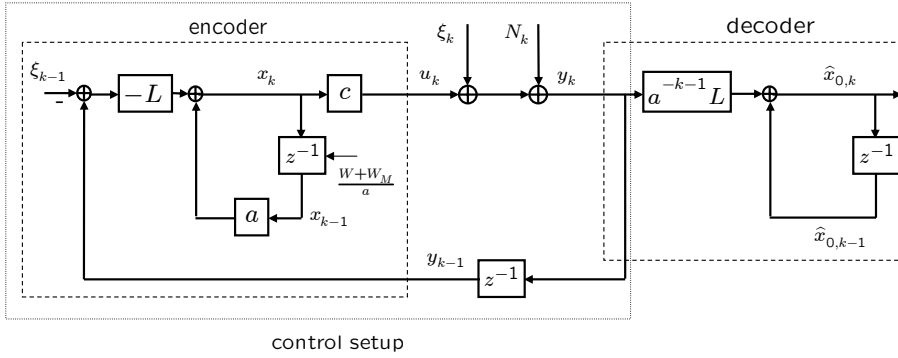 encoder
decoder
ξ_{k-1}
-
-L
x_k
c
u_k
ξ_k
N_k
y_k
a^{-k-1}L
x̂_{0,k}
z^{-1}
W+W_M
a
z^{-1}
a
x_{k-1}
x̂_{0,k-1}
y_{k-1}
z^{-1}
control setup